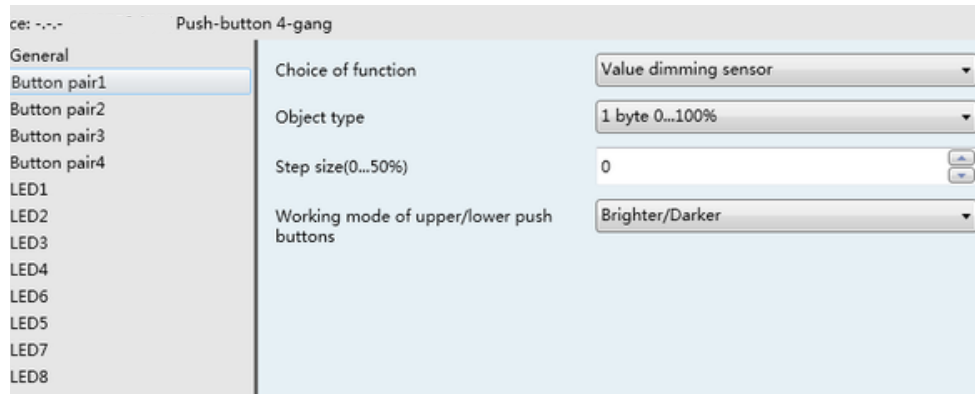 ce: -.-.- Push-button 4-gang
General
Button pair1
Button pair2
Button pair3
Button pair4
LED1
LED2
LED3
LED4
LED6
LED5
LED7
LED8
Choice of function Value dimming sensor
Object type 1 byte 0...100%
Step size(0...50%) 0
Working mode of upper/lower push Brighter/Darker
buttons